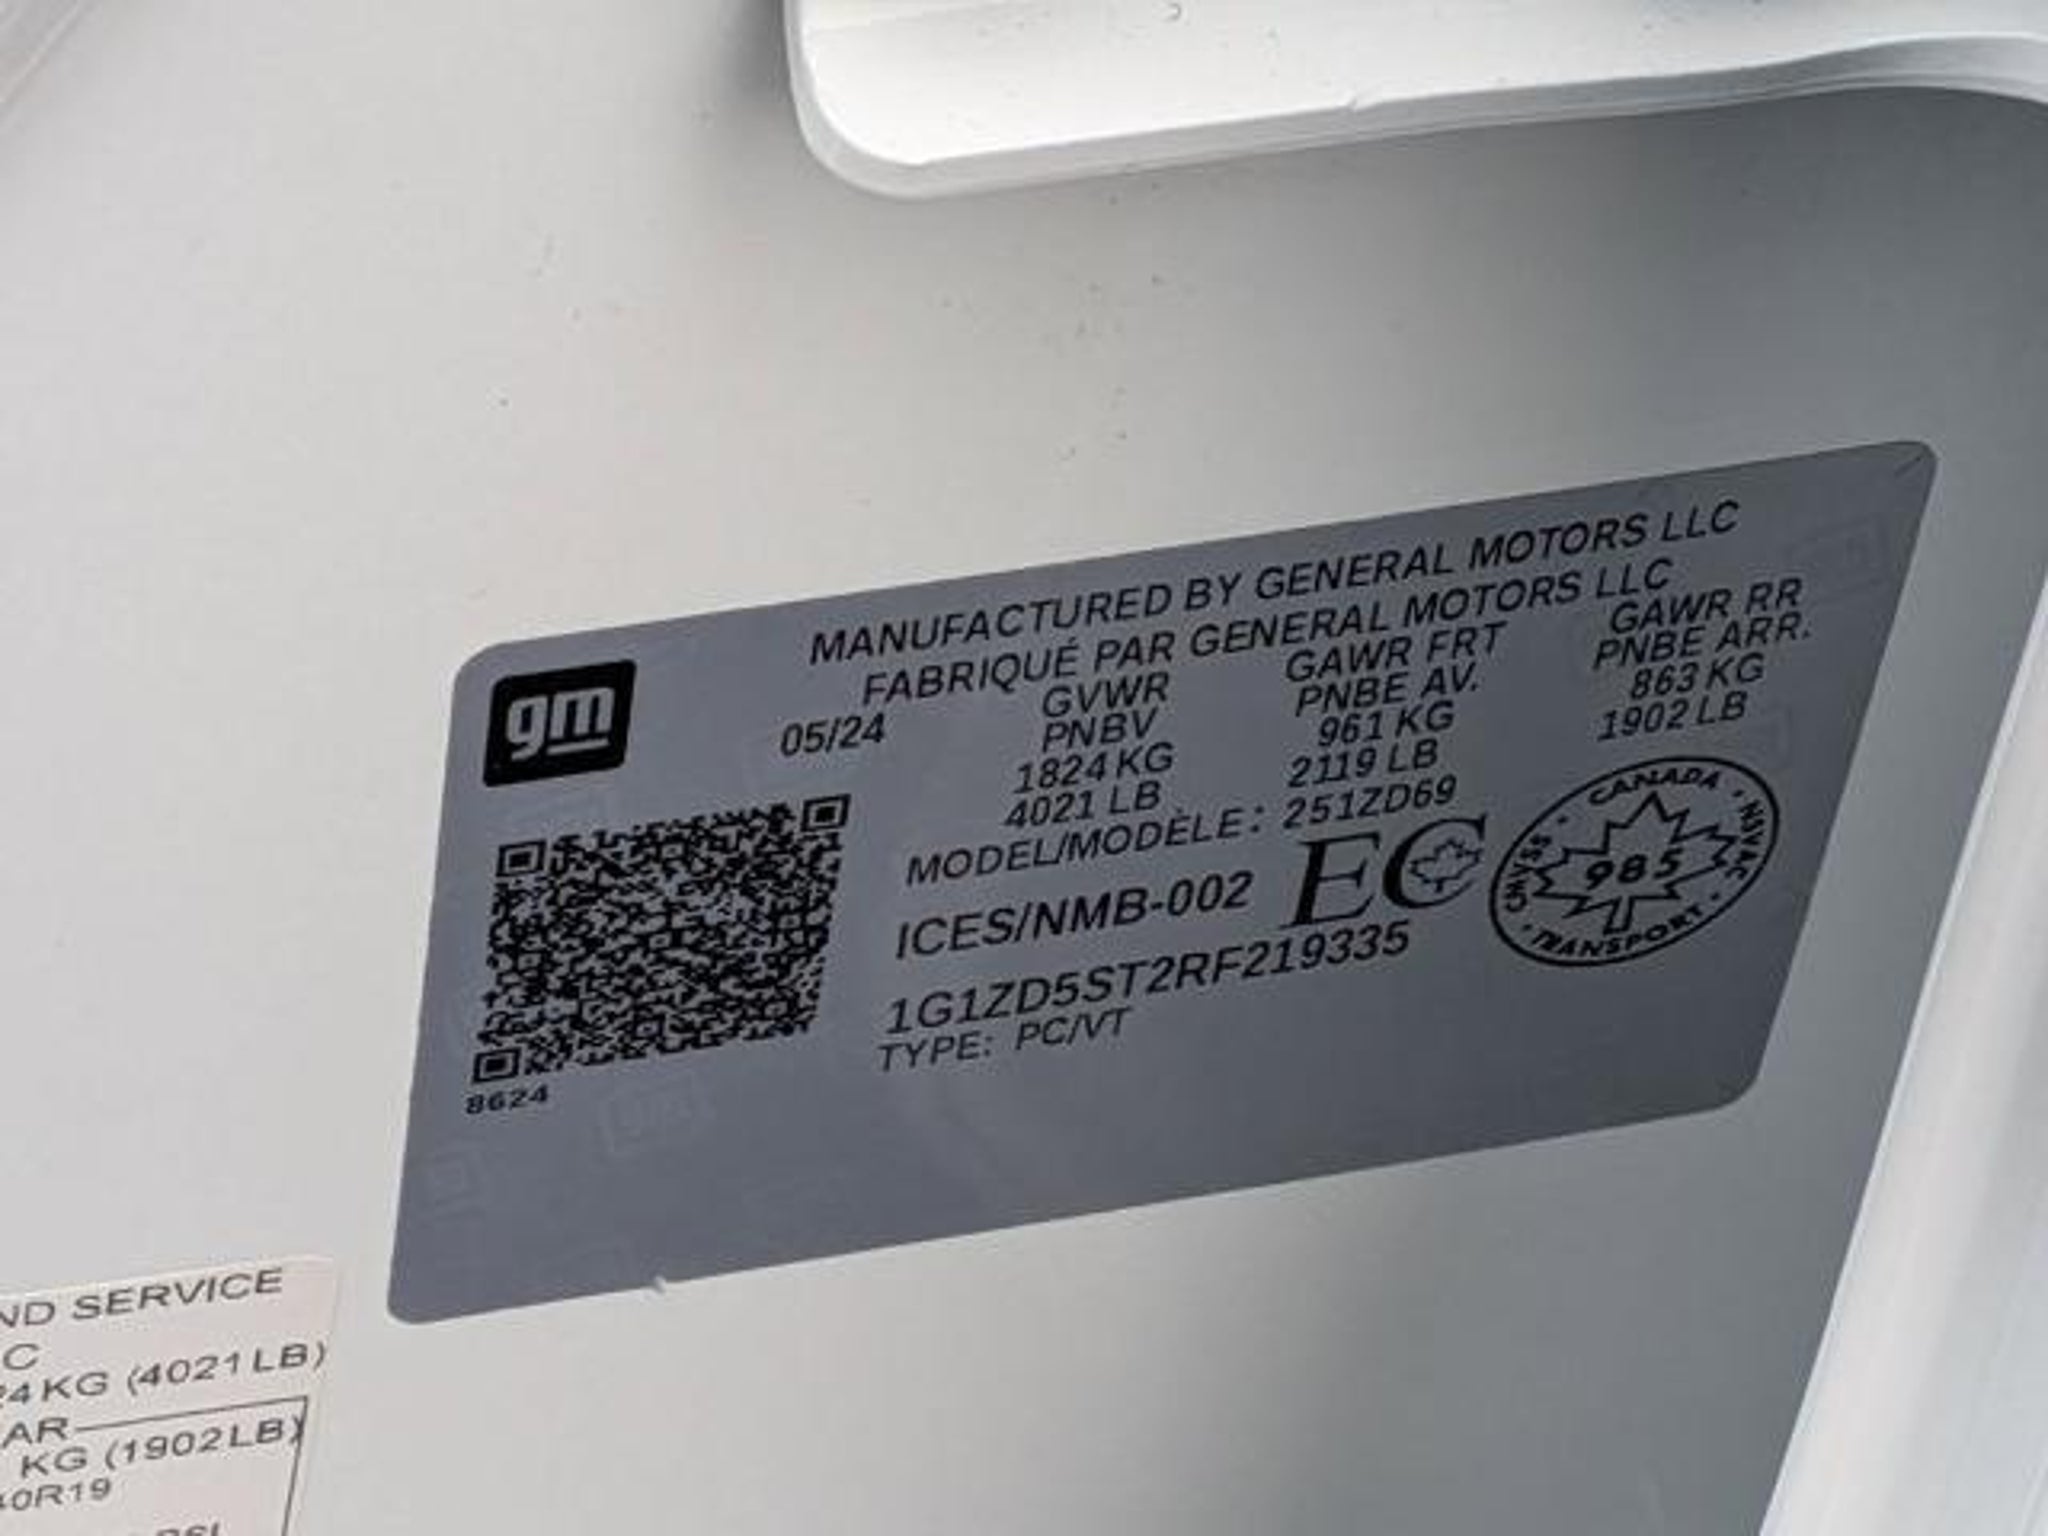 MANUFACTURED BY GENERAL MOTORS LLC
FABRIQUÉ PAR GENERAL MOTORS LLC
gm
05/24
GVWR
PNBV
1824 KG
4021 LB
GAWR FRT
PNBE AV.
961 KG
2119 LB
GAWR RR
PNBE ARR.
863 KG
1902 LB
MODEL/MODÈLE: 251ZD69
ICES/NMB-002
EC
CANADA · NSVAC · TRANSPORT · CMVSS ·
985
1G1ZD5ST2RF219335
TYPE: PC/VT
8624
ND SERVICE
C
24 KG (4021 LB)
AR
KG (1902 LB)
40R19